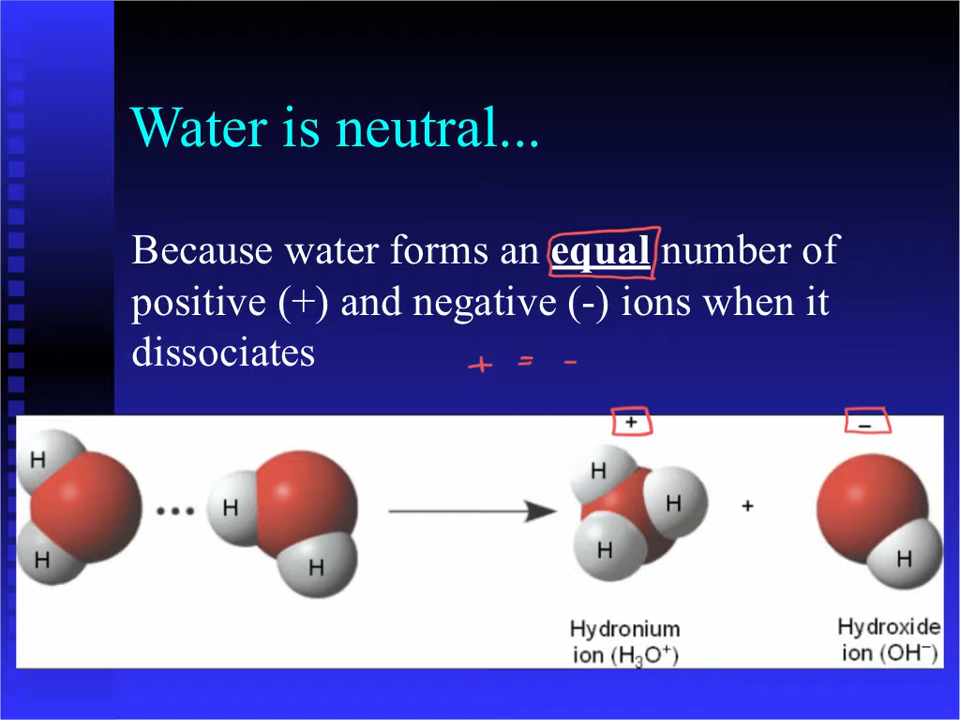 Water is neutral...
Because water forms an equal number of
positive (+) and negative (-) ions when it
dissociates
+ = -
+ −
H H H H H H + H
H
Hydronium
ion (H₃O⁺)
Hydroxide
ion (OH⁻)